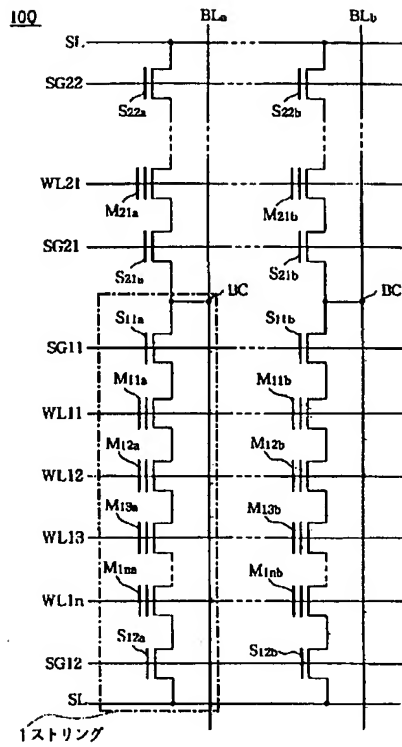 100
BLa BLb
SL
SG22
S22a S22b
WL21
M21a M21b
SG21
S21a S21b
BC BC
S11a S11b
SG11
M11a M11b
WL11
M12a M12b
WL12
M13a M13b
WL13
M1na M1nb
WL1n
S12a S12b
SG12
SL
1ストリング